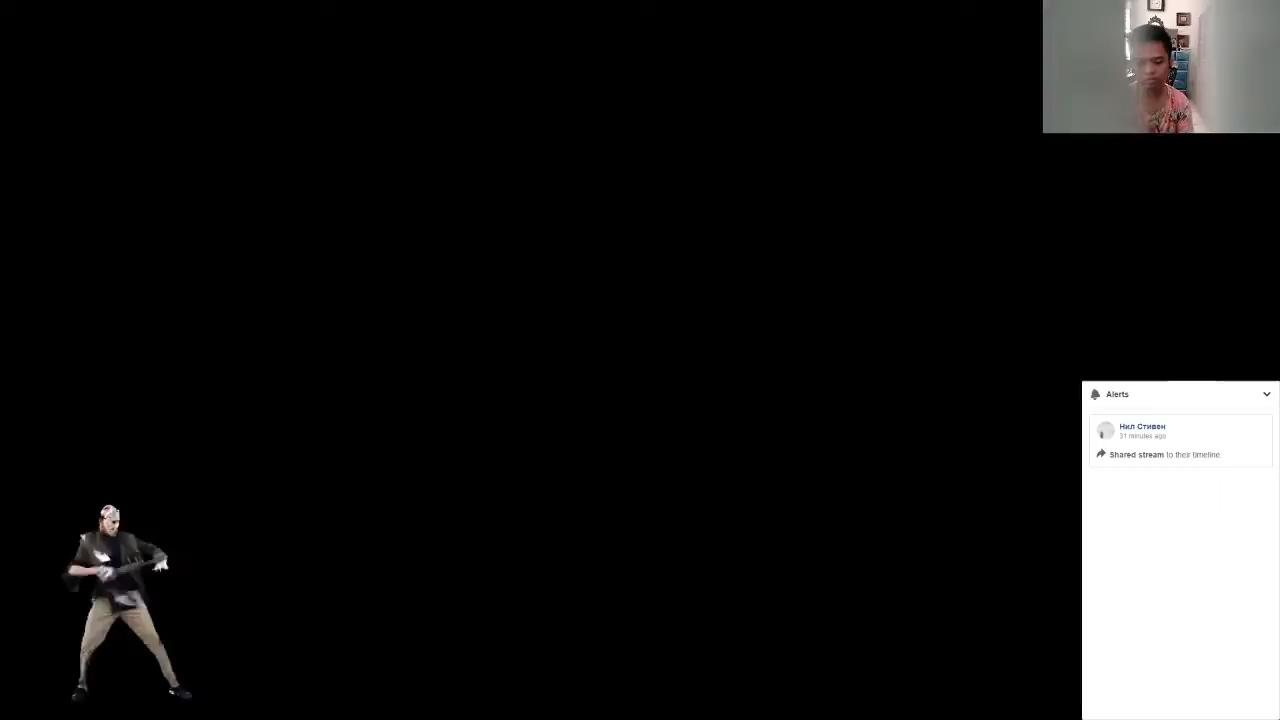 Alerts
Нил Стивен
31 minutes ago
Shared stream to their timeline